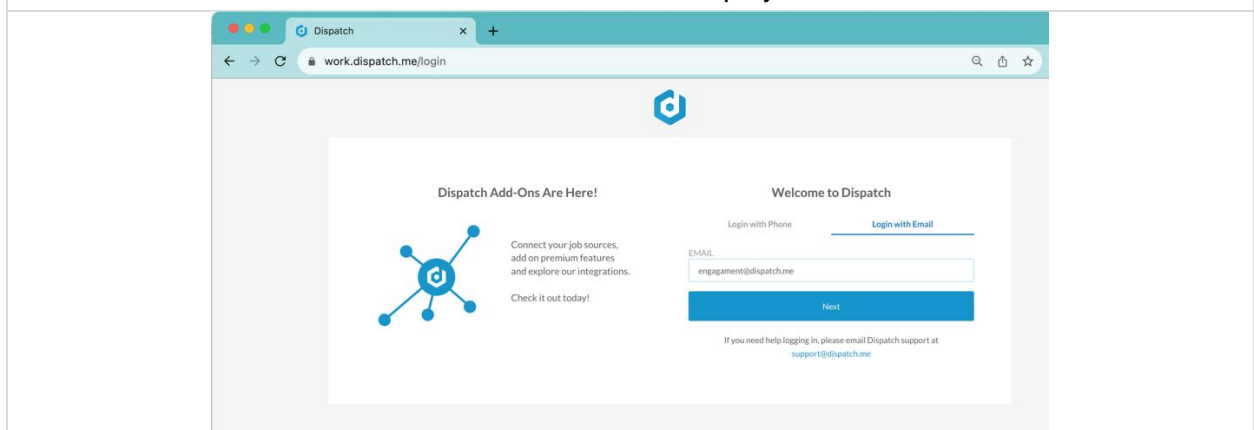 Dispatch
work.dispatch.me/login
Dispatch Add-Ons Are Here!
Connect your job sources,
add on premium features
and explore our integrations.
Check it out today!
Welcome to Dispatch
Login with Phone
Login with Email
EMAIL
engagament@dispatch.me
Next
If you need help logging in, please email Dispatch support at
support@dispatch.me